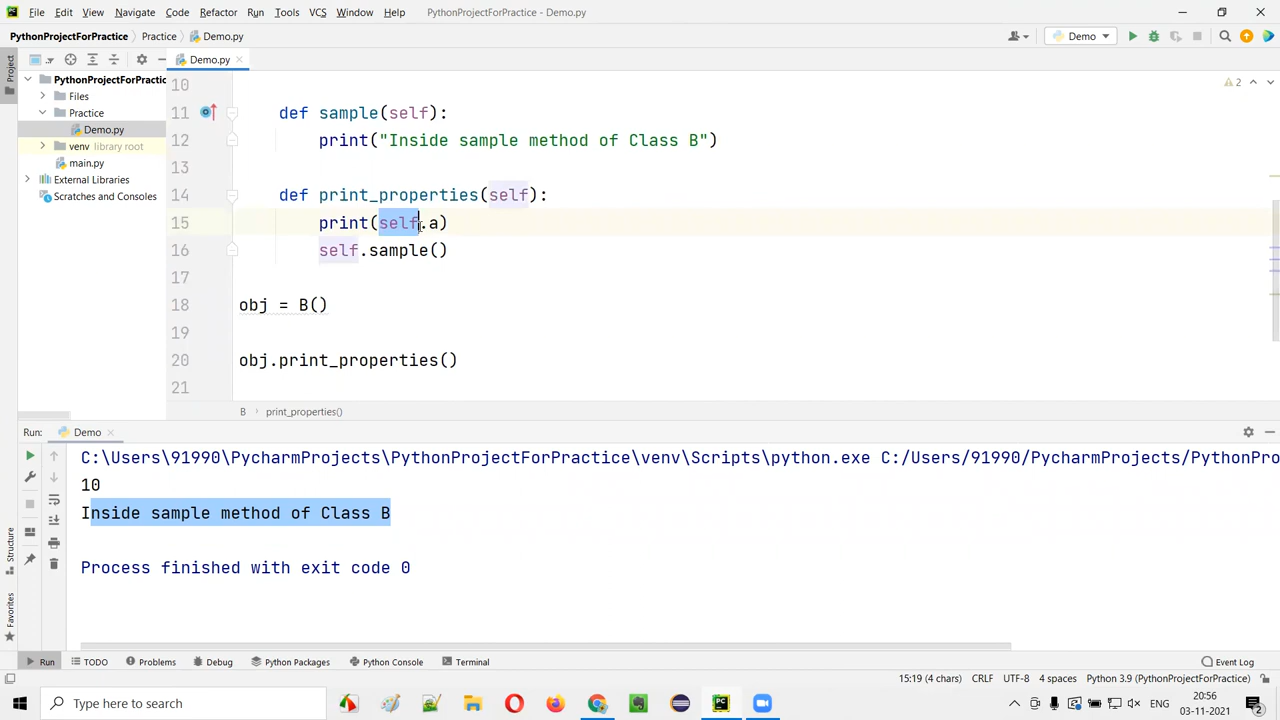 File Edit View Navigate Code Refactor Run Tools VCS Window Help PythonProjectForPractice - Demo.py
PythonProjectForPractice Practice Demo.py Demo
Project
Demo.py
PythonProjectForPractic
Files
Practice
Demo.py
venv library root
main.py
External Libraries
Scratches and Consoles
10
2
11 def sample(self):
12 print("Inside sample method of Class B")
13
14 def print_properties(self):
15 print(self.a)
16 self.sample()
17
18 obj = B()
19
20 obj.print_properties()
21
B print_properties()
Run: Demo
C:\Users\91990\PycharmProjects\PythonProjectForPractice\venv\Scripts\python.exe C:/Users/91990/PycharmProjects/PythonPro
10
Inside sample method of Class B
Process finished with exit code 0
Structure
Favorites
Run TODO Problems Debug Python Packages Python Console Terminal Event Log
15:19 (4 chars) CRLF UTF-8 4 spaces Python 3.9 (PythonProjectForPractice)
PC
Type here to search
ENG
20:56
03-11-2021
2